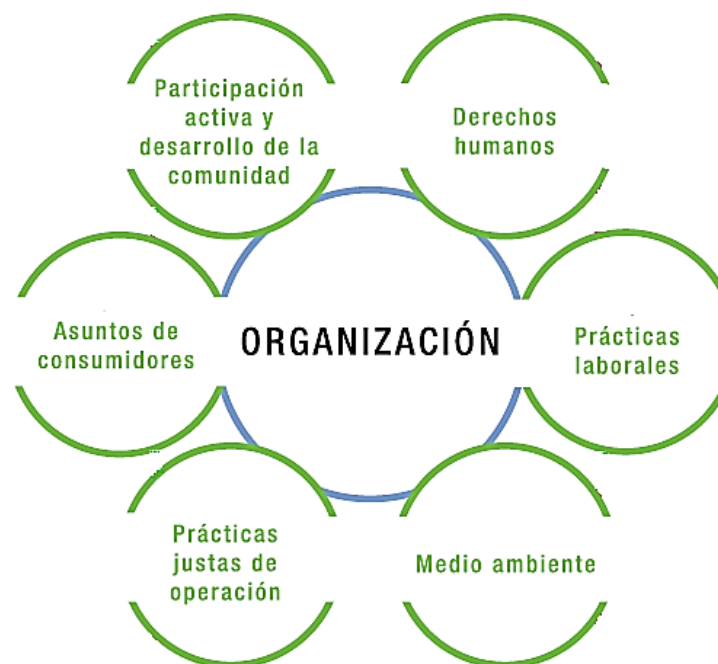 Participación
activa y
desarrollo de la
comunidad
Derechos
humanos
Asuntos de
consumidores
ORGANIZACIÓN
Prácticas
laborales
Prácticas
justas de
operación
Medio ambiente